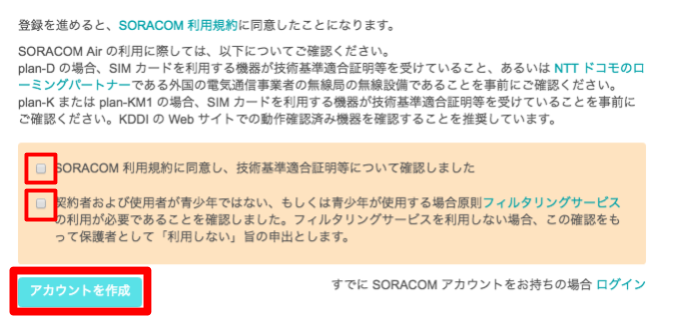 登録を進めると、SORACOM 利用規約に同意したことになります。
SORACOM Air の利用に際しては、以下についてご確認ください。
plan-D の場合、SIM カードを利用する機器が技術基準適合証明等を受けていること、あるいは NTT ドコモのロ
ーミングパートナーである外国の電気通信事業者の無線局の無線設備であることを事前にご確認ください。
plan-K または plan-KM1 の場合、SIM カードを利用する機器が技術基準適合証明等を受けていることを事前に
ご確認ください。KDDI の Web サイトでの動作確認済み機器を確認することを推奨しています。
SORACOM 利用規約に同意し、技術基準適合証明等について確認しました
契約者および使用者が青少年ではない、もしくは青少年が使用する場合原則フィルタリングサービス
の利用が必要であることを確認しました。フィルタリングサービスを利用しない場合、この確認をも
って保護者として「利用しない」旨の申出とします。
アカウントを作成
すでに SORACOM アカウントをお持ちの場合 ログイン